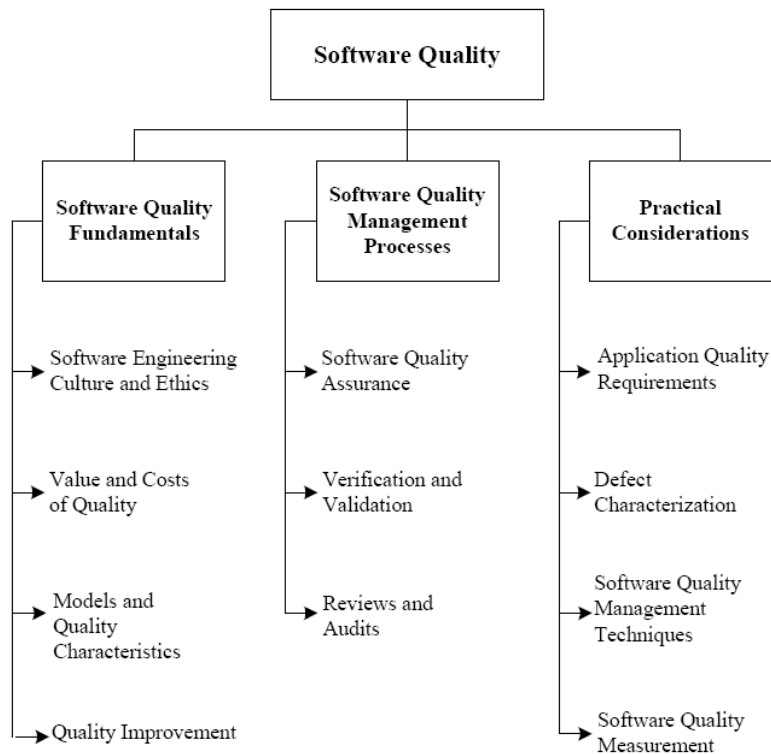 Software Quality
Software Quality
Fundamentals
Software Engineering
Culture and Ethics
Value and Costs
of Quality
Models and
Quality
Characteristics
Quality Improvement
Software Quality
Management
Processes
Software Quality
Assurance
Verification and
Validation
Reviews and
Audits
Practical
Considerations
Application Quality
Requirements
Defect
Characterization
Software Quality
Management
Techniques
Software Quality
Measurement